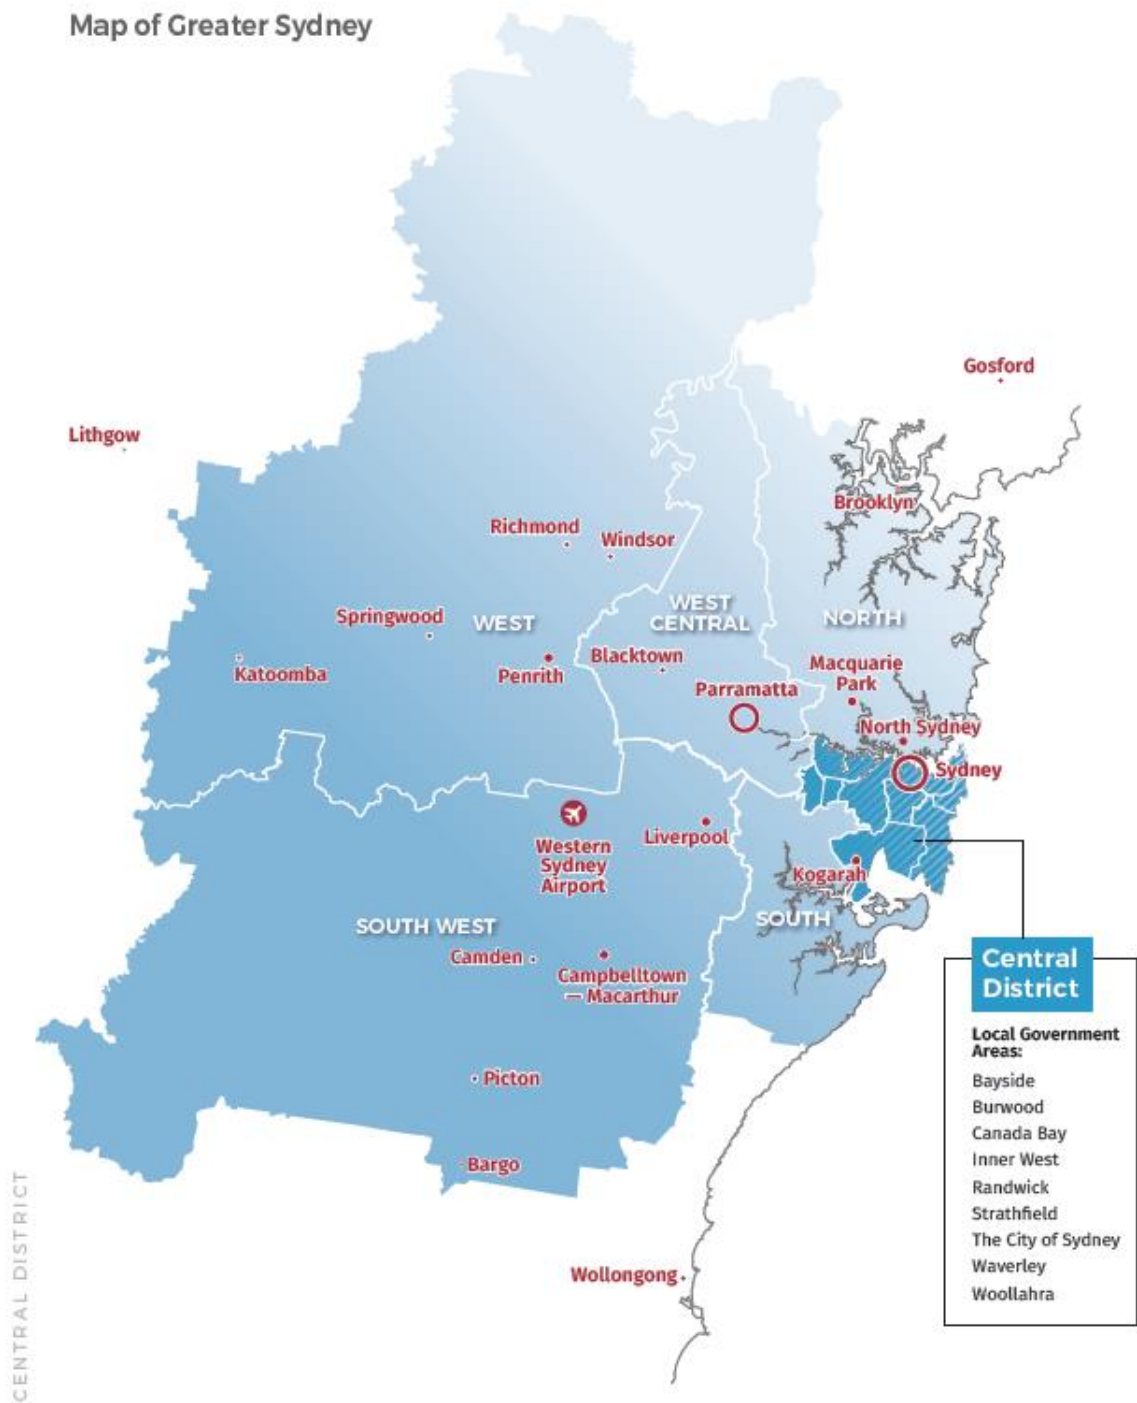 Map of Greater Sydney
Gosford
Lithgow
Brooklyn
Richmond
Windsor
WEST
CENTRAL
NORTH
Springwood
WEST
Katoomba
Penrith
Blacktown
Macquarie
Park
Parramatta
North Sydney
Sydney
Western
Sydney
Airport
Liverpool
Kogarah
SOUTH WEST
SOUTH
Camden
Campbelltown
— Macarthur
Picton
Bargo
Wollongong
Central
District
Local Government
Areas:
Bayside
Burwood
Canada Bay
Inner West
Randwick
Strathfield
The City of Sydney
Waverley
Woollahra
CENTRAL DISTRICT